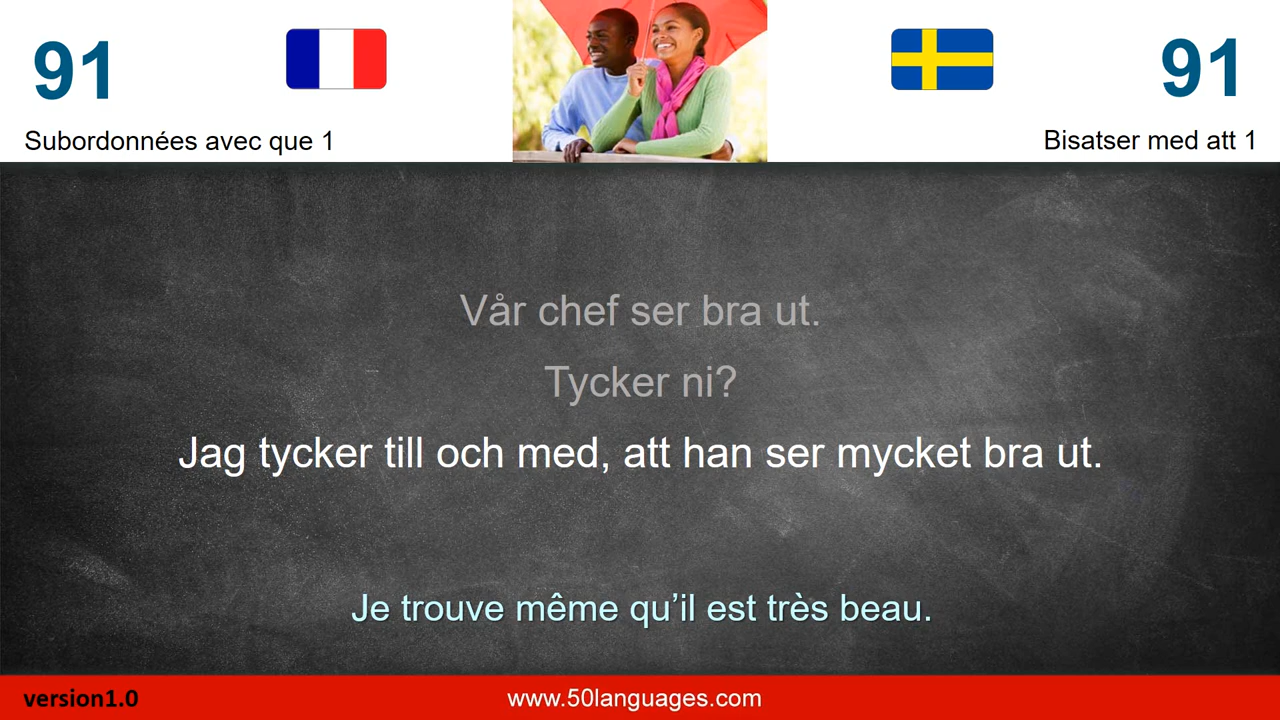 91
91
Subordonnées avec que 1
Bisatser med att 1
Vår chef ser bra ut.
Tycker ni?
Jag tycker till och med, att han ser mycket bra ut.
Je trouve même qu’il est très beau.
version1.0
www.50languages.com